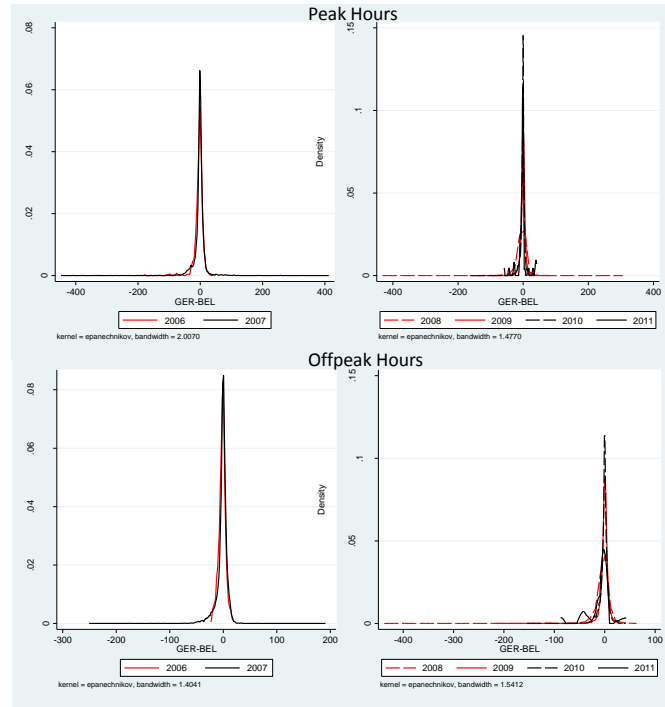 Peak Hours
.08
.06
.04
.02
0
-400 -200 0 200 400
GER-BEL
2006 2007
kernel = epanechnikov, bandwidth = 2.0070
Density
.15
.1
.05
0
-400 -200 0 200 400
GER-BEL
2008 2009 2010 2011
kernel = epanechnikov, bandwidth = 1.4770
Offpeak Hours
.08
.06
.04
.02
0
-300 -200 -100 0 100 200
GER-BEL
2006 2007
kernel = epanechnikov, bandwidth = 1.4041
Density
.15
.1
.05
0
-400 -300 -200 -100 0 100
GER-BEL
2008 2009 2010 2011
kernel = epanechnikov, bandwidth = 1.5412